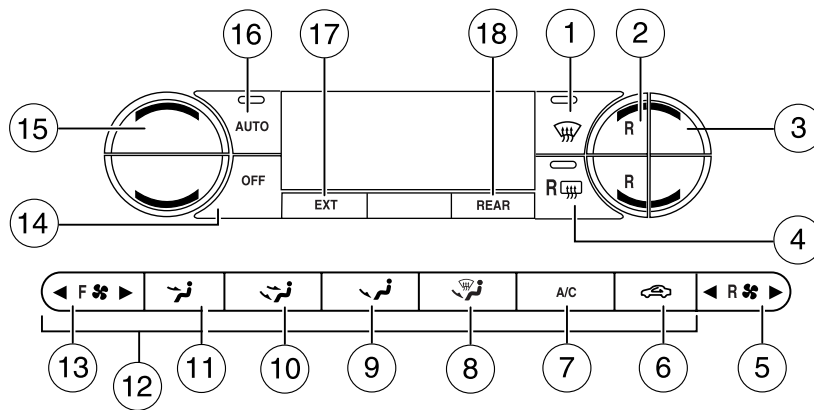 16 17 18 1 2
15 AUTO R 3
OFF R R
EXT REAR
14 4
F A/C R
13 12 11 10 9 8 7 6 5